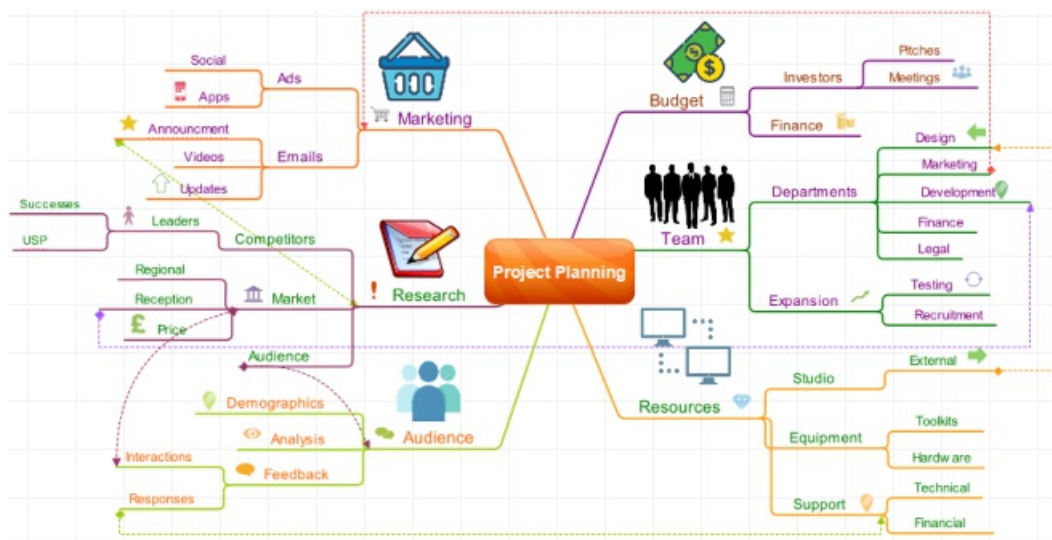 Project Planning
Marketing
Ads
Social
Apps
Emails
Announcment
Videos
Updates
Research
Competitors
Leaders
Successes
USP
Market
Regional
Reception
£
Price
Audience
Audience
Demographics
Analysis
Feedback
Interactions
Responses
Budget
Investors
Pitches
Meetings
Finance
Team
Departments
Design
Marketing
Development
Finance
Legal
Expansion
Testing
Recruitment
Resources
Studio
External
Equipment
Toolkits
Hardware
Support
Technical
Financial